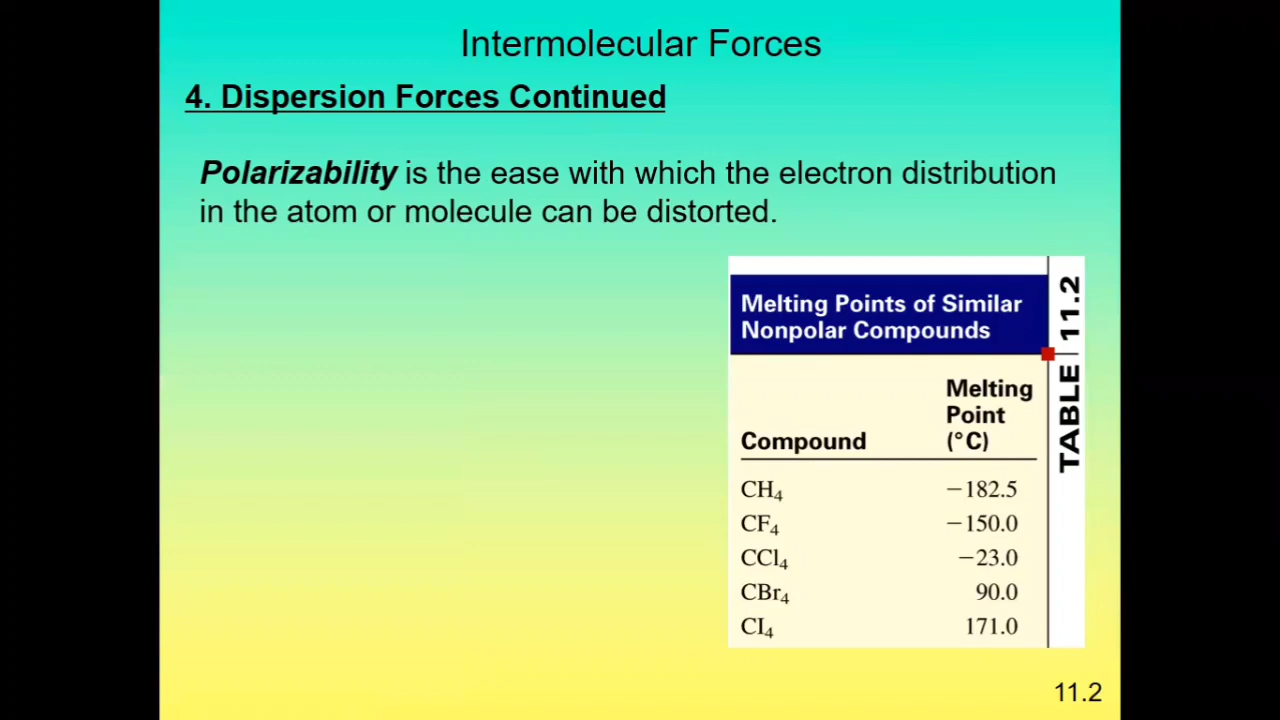 Intermolecular Forces
4. Dispersion Forces Continued
Polarizability is the ease with which the electron distribution
in the atom or molecule can be distorted.
TABLE 11.2
Melting Points of Similar
Nonpolar Compounds
Melting
Point
Compound (°C)
CH₄ −182.5
CF₄ −150.0
CCl₄ −23.0
CBr₄ 90.0
CI₄ 171.0
11.2